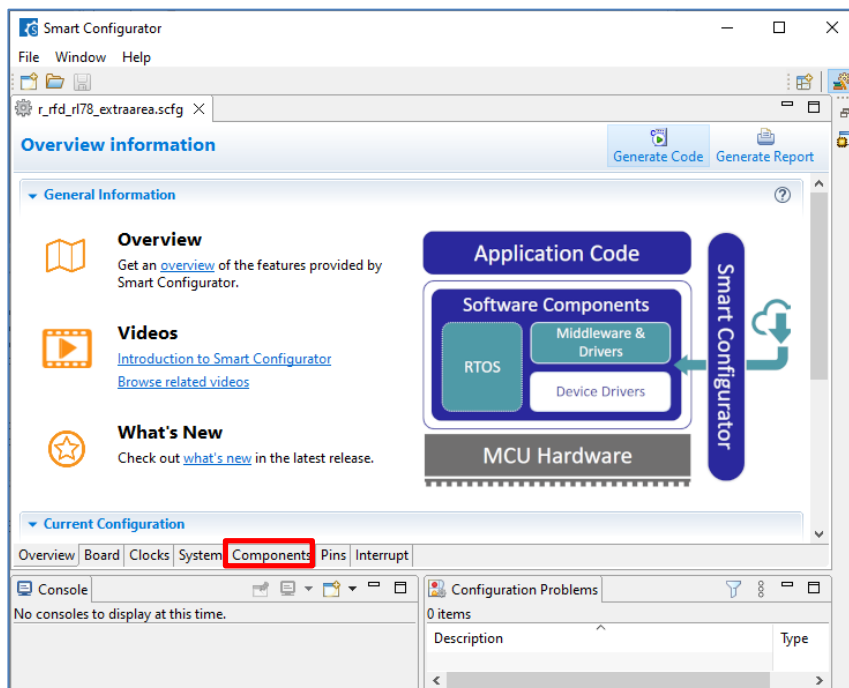 Smart Configurator
File Window Help
r_rfd_rl78_extraarea.scfg
Overview information
Generate Code Generate Report
General Information
Overview
Get an overview of the features provided by
Smart Configurator.
Videos
Introduction to Smart Configurator
Browse related videos
What's New
Check out what's new in the latest release.
Application Code
Software Components
RTOS
Middleware &
Drivers
Device Drivers
MCU Hardware
Smart Configurator
Current Configuration
Overview Board Clocks System Components Pins Interrupt
Console
No consoles to display at this time.
Configuration Problems
0 items
Description Type